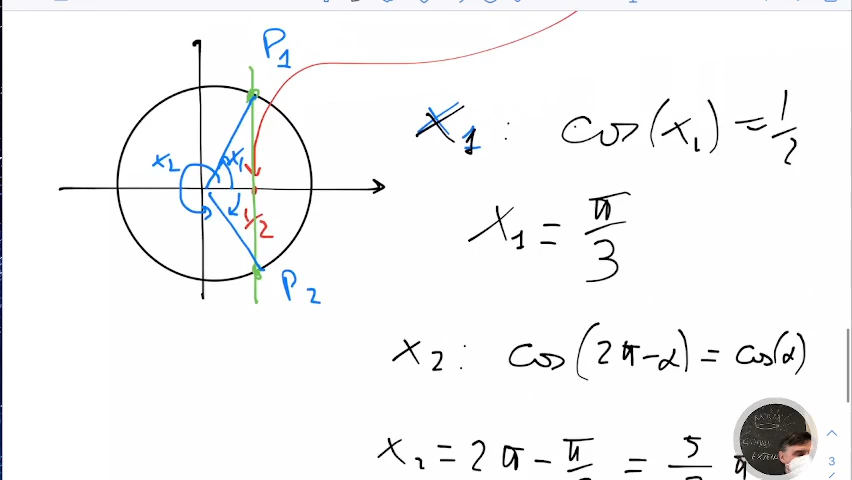 P1
x2
x1
1/2
P2
x1 : cos(x1) = 1/2
x1 = π/3
x2 : cos(2π-α) = cos(α)
x2 = 2π - π/ = 5/ π
3